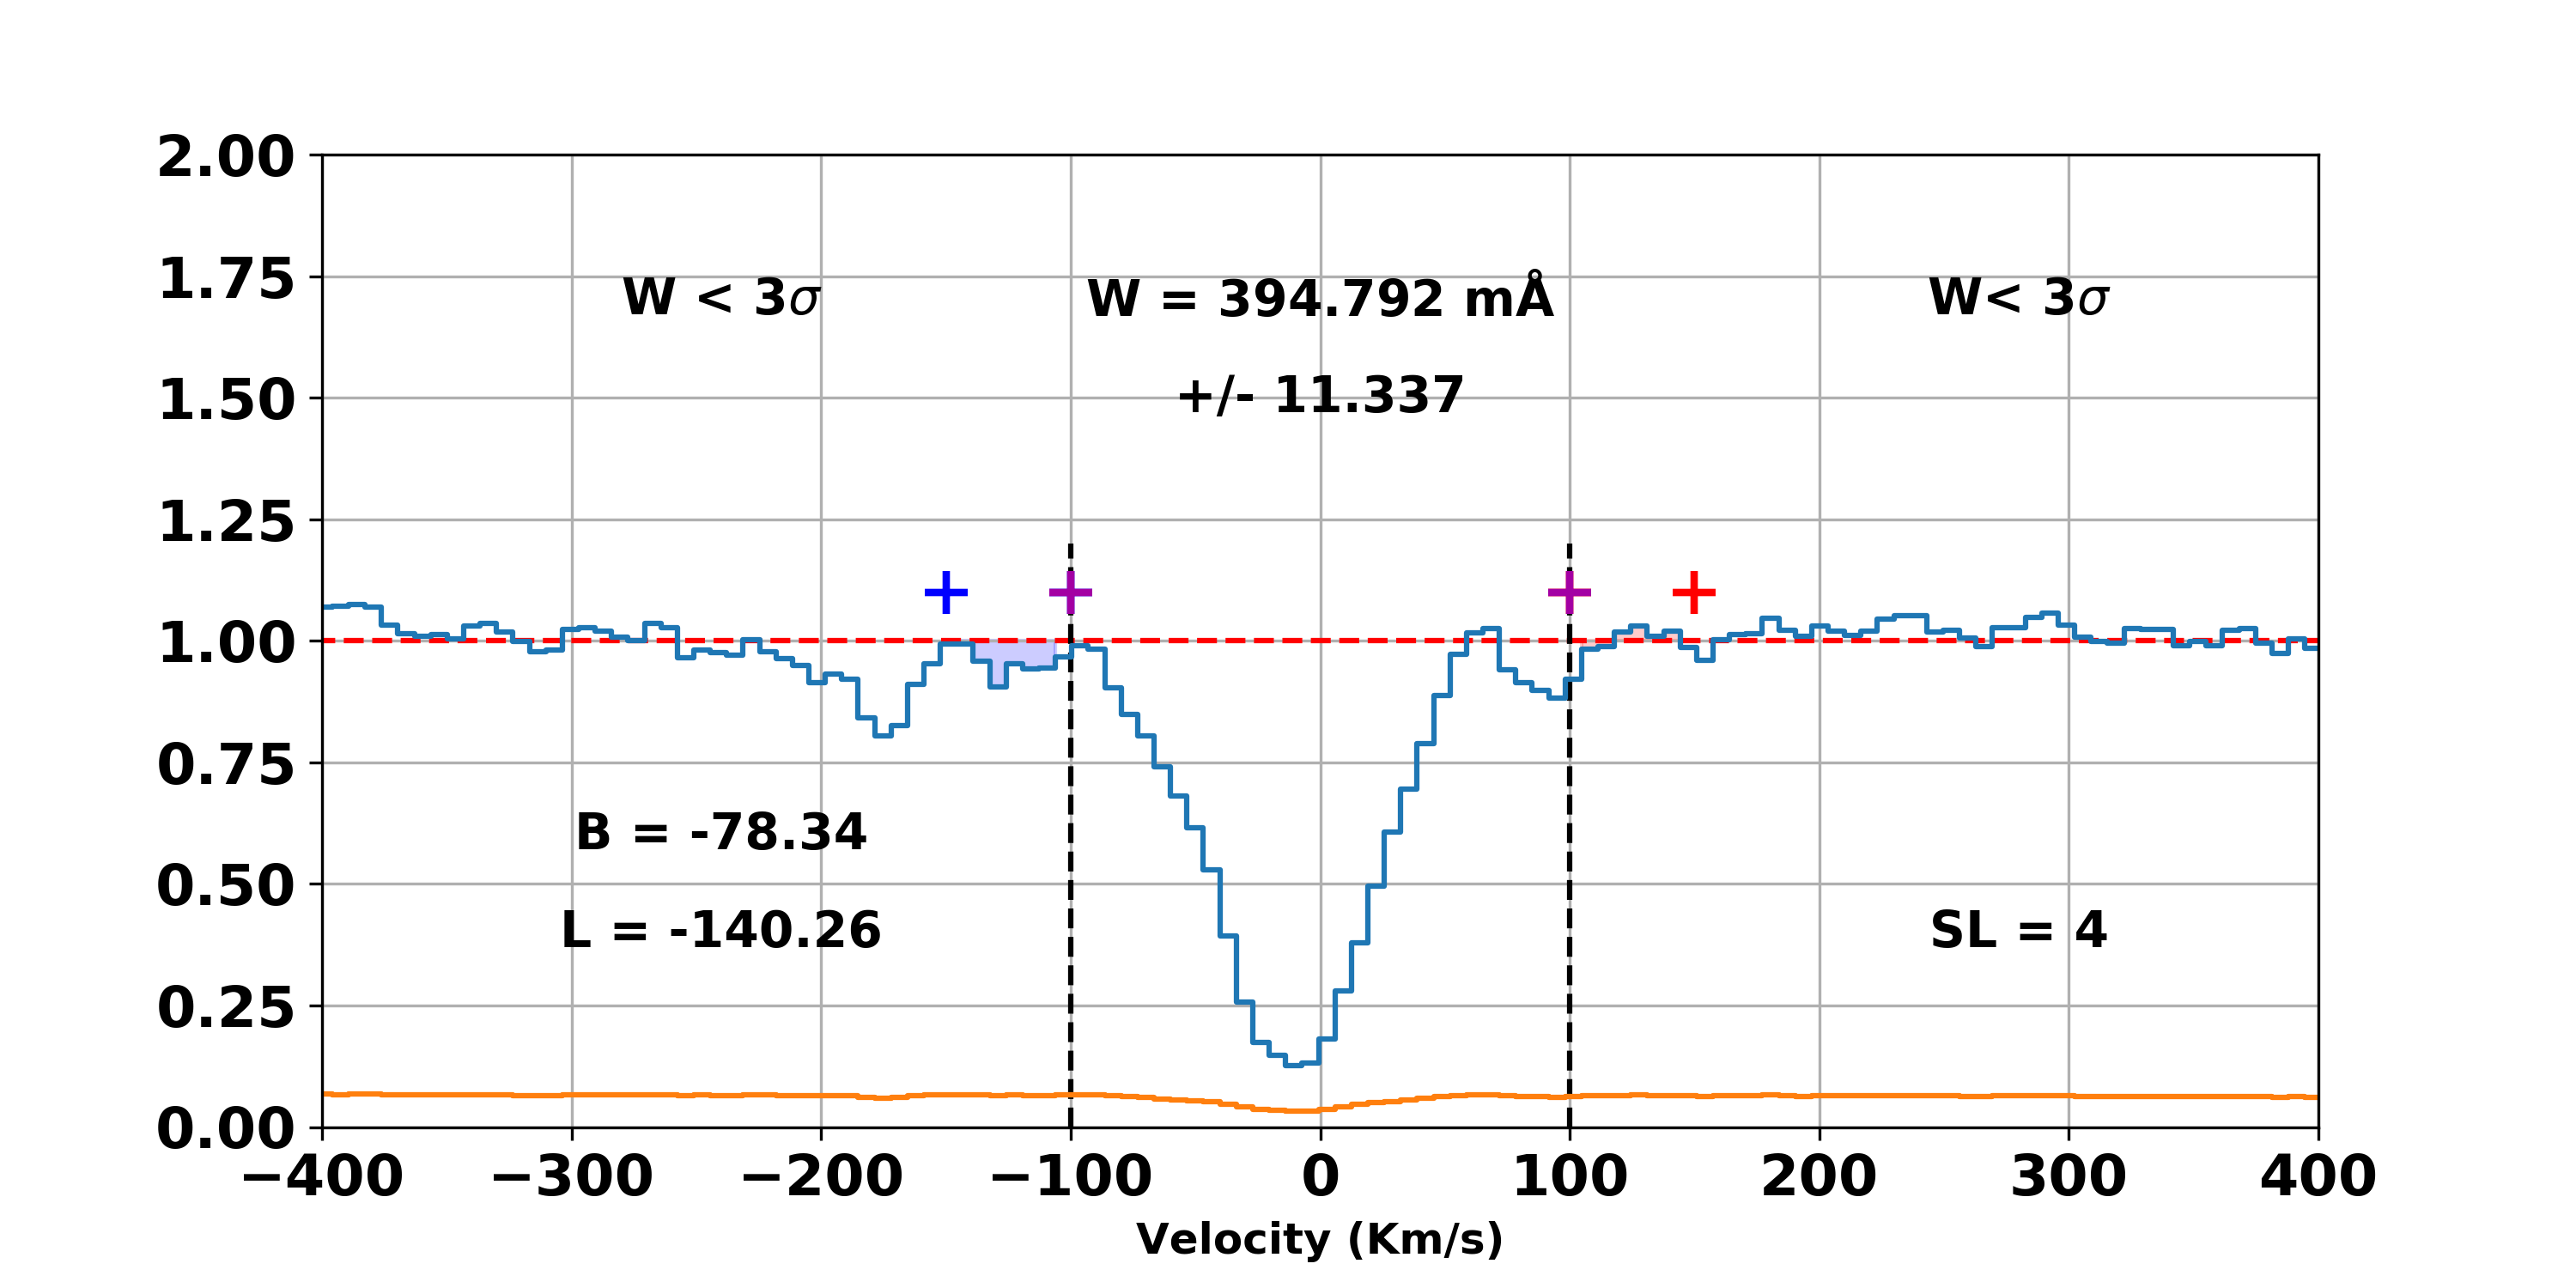 2.00
1.75
W < 3σ
W = 394.792 mÅ
W< 3σ
1.50
+/- 11.337
1.25
1.00
0.75
B = -78.34
0.50
L = -140.26
SL = 4
0.25
0.00
−400 −300 −200 −100 0 100 200 300 400
Velocity (Km/s)